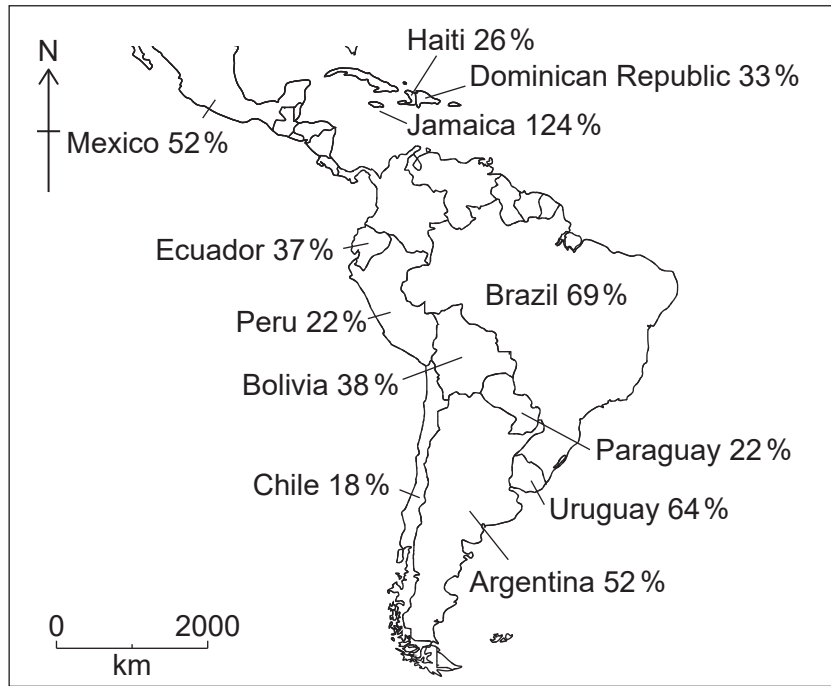 N
Haiti 26 %
Dominican Republic 33 %
Jamaica 124 %
Mexico 52 %
Ecuador 37 %
Brazil 69 %
Peru 22 %
Bolivia 38 %
Paraguay 22 %
Chile 18 %
Uruguay 64 %
Argentina 52 %
0 2000
km